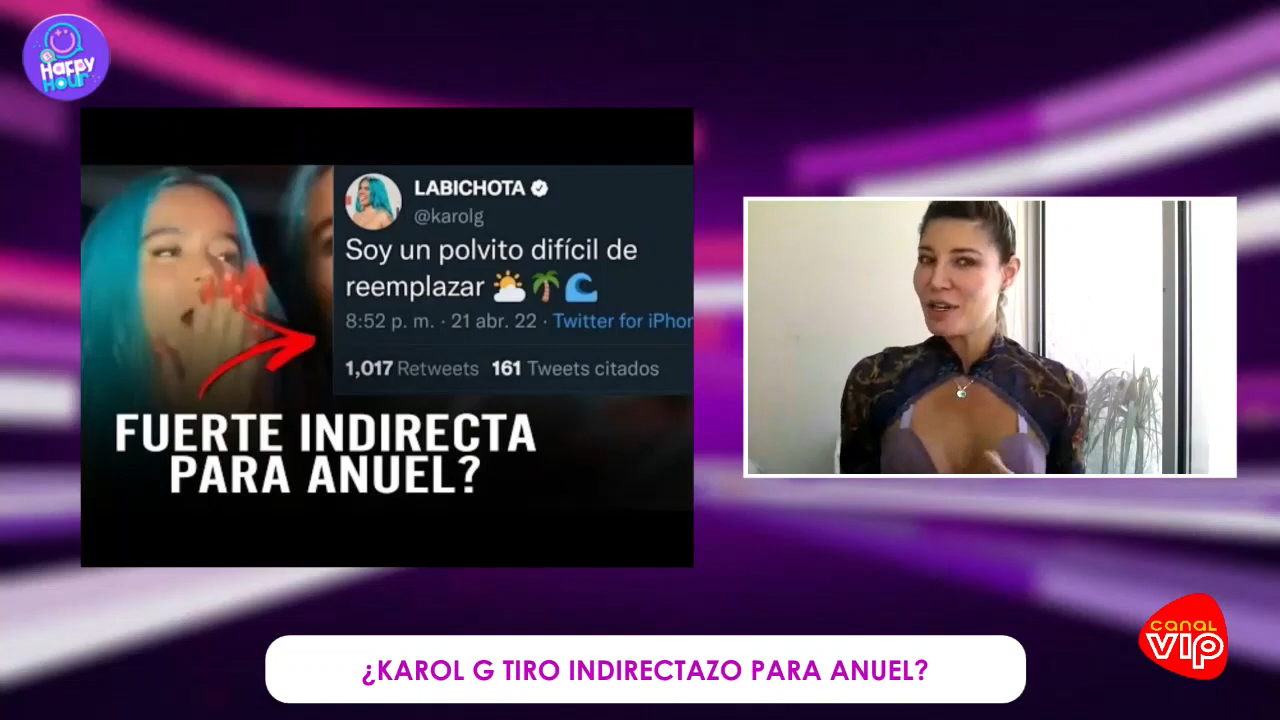 Happy
Hour
LABICHOTA
@karolg
Soy un polvito difícil de
reemplazar 🌤️🌴🌊
8:52 p. m. · 21 abr. 22 · Twitter for iPhon
1,017 Retweets 161 Tweets citados
FUERTE INDIRECTA
PARA ANUEL?
canal
vip
¿KAROL G TIRO INDIRECTAZO PARA ANUEL?